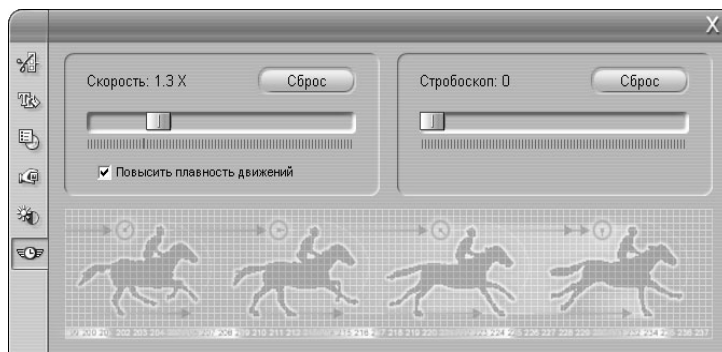 X
Скорость: 1.3 X
Сброс
Стробоскоп: 0
Сброс
Повысить плавность движений